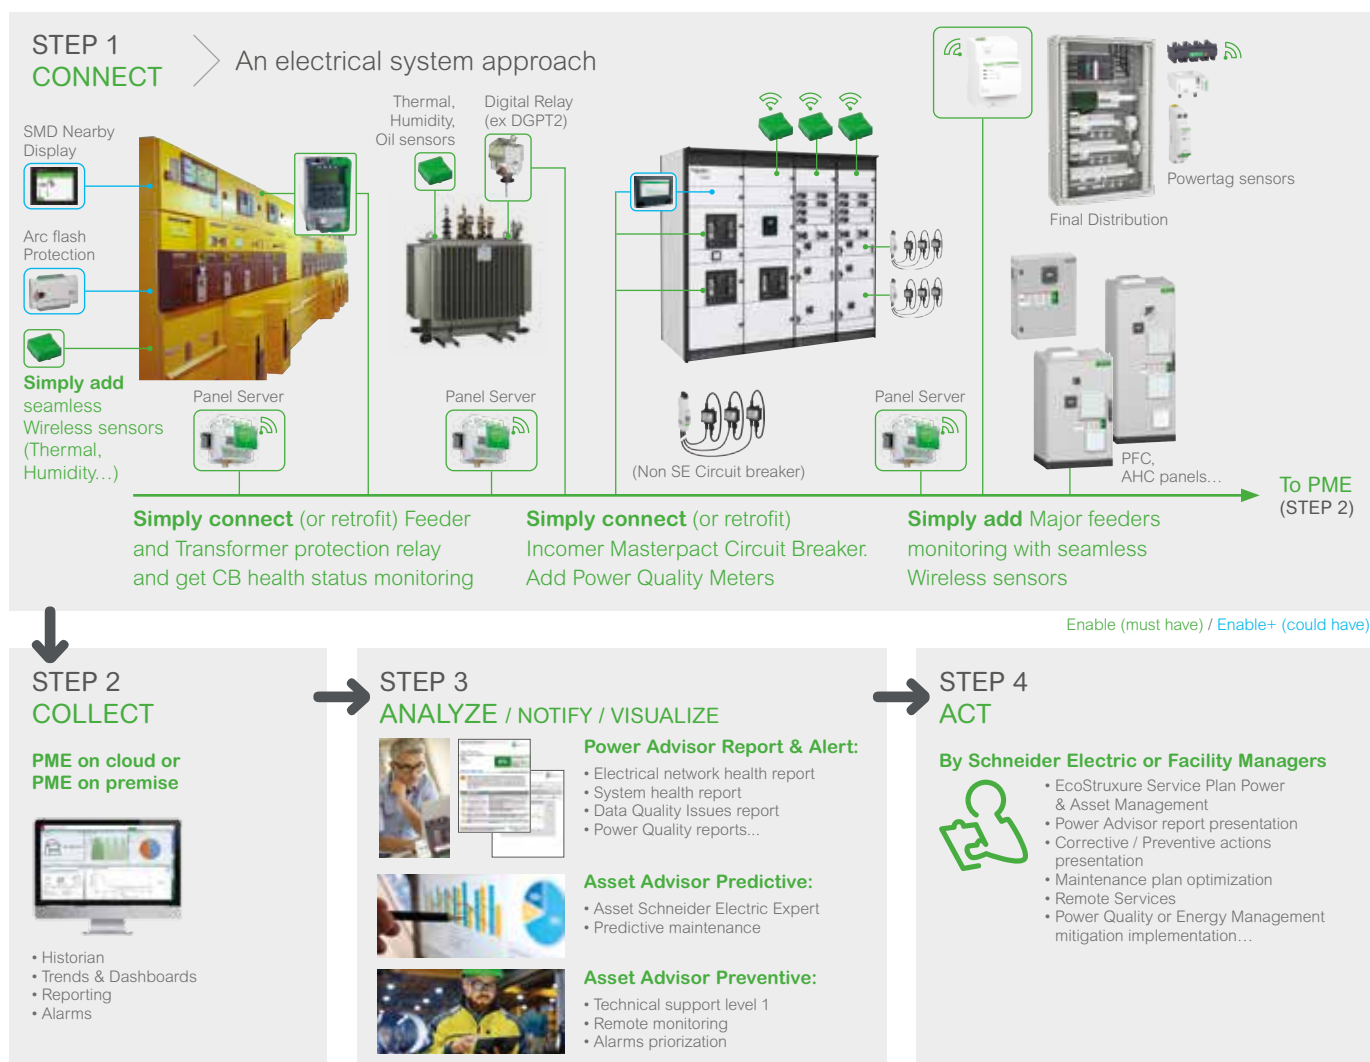 STEP 1
CONNECT
An electrical system approach
SMD Nearby
Display
Arc flash
Protection
Simply add
seamless
Wireless sensors
(Thermal,
Humidity…)
Thermal,
Humidity,
Oil sensors
Digital Relay
(ex DGPT2)
Panel Server
Panel Server
(Non SE Circuit breaker)
Panel Server
Final Distribution
Powertag sensors
PFC,
AHC panels…
To PME
(STEP 2)
Simply connect (or retrofit) Feeder
and Transformer protection relay
and get CB health status monitoring
Simply connect (or retrofit)
Incomer Masterpact Circuit Breaker.
Add Power Quality Meters
Simply add Major feeders
monitoring with seamless
Wireless sensors
Enable (must have) / Enable+ (could have)
STEP 2
COLLECT
PME on cloud or
PME on premise
• Historian
• Trends & Dashboards
• Reporting
• Alarms
STEP 3
ANALYZE / NOTIFY / VISUALIZE
Power Advisor Report & Alert:
• Electrical network health report
• System health report
• Data Quality Issues report
• Power Quality reports...
Asset Advisor Predictive:
• Asset Schneider Electric Expert
• Predictive maintenance
Asset Advisor Preventive:
• Technical support level 1
• Remote monitoring
• Alarms priorization
STEP 4
ACT
By Schneider Electric or Facility Managers
• EcoStruxure Service Plan Power
& Asset Management
• Power Advisor report presentation
• Corrective / Preventive actions
presentation
• Maintenance plan optimization
• Remote Services
• Power Quality or Energy Management
mitigation implementation…